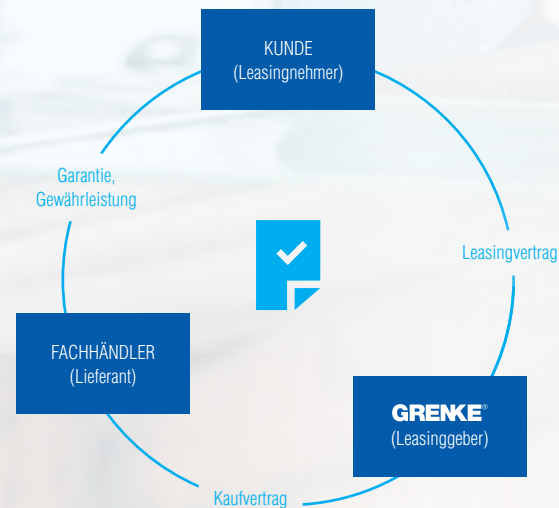 KUNDE
(Leasingnehmer)
Garantie,
Gewährleistung
Leasingvertrag
FACHHÄNDLER
(Lieferant)
GRENKE®
(Leasinggeber)
Kaufvertrag